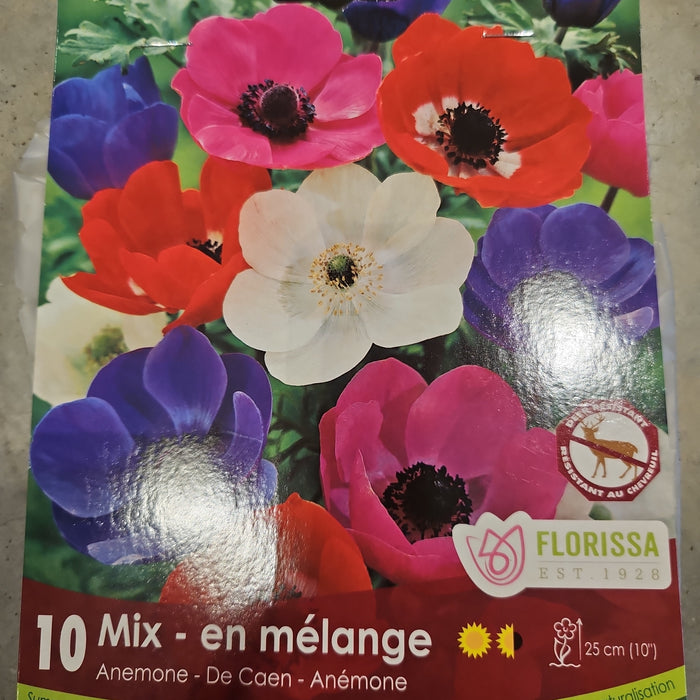 DEER RESISTANT
RÉSISTANT AU CHEVREUIL
FLORISSA
EST. 1928
10 Mix - en mélange
25 cm (10")
Anemone - De Caen - Anémone